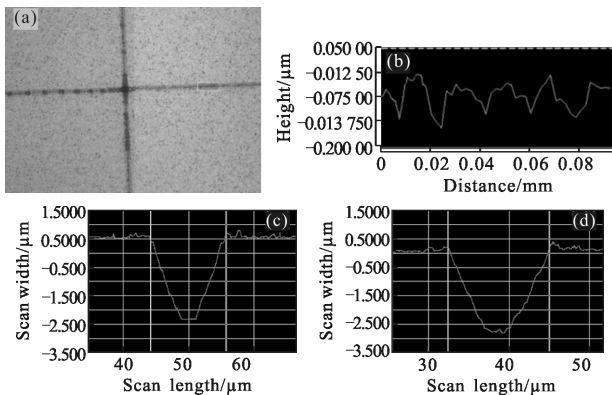 (a)
(b)
Height/μm
0.050 00
-0.012 50
-0.075 00
-0.013 750
-0.200 00
0 0.02 0.04 0.06 0.08
Distance/mm
(c)
Scan width/μm
1.5000
0.5000
-0.500
-1.500
-2.500
-3.500
40 50 60
Scan length/μm
(d)
Scan width/μm
1.5000
0.5000
-0.500
-1.500
-2.500
-3.500
30 40 50
Scan length/μm